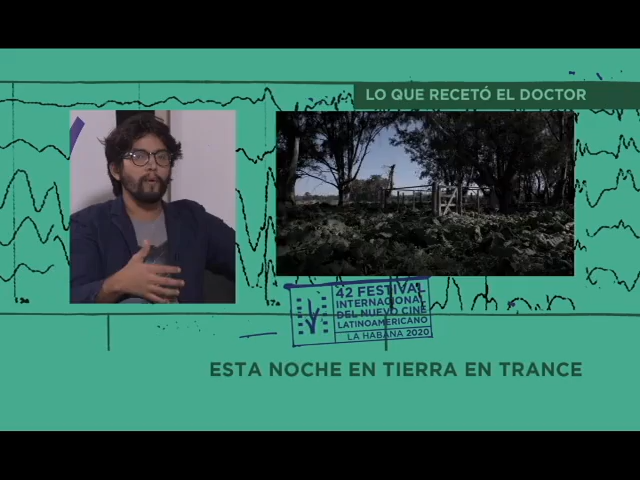 LO QUE RECETÓ EL DOCTOR
42 FESTIVAL
INTERNACIONAL
DEL NUEVO CINE
LATINOAMERICANO
LA HABANA 2020
ESTA NOCHE EN TIERRA EN TRANCE